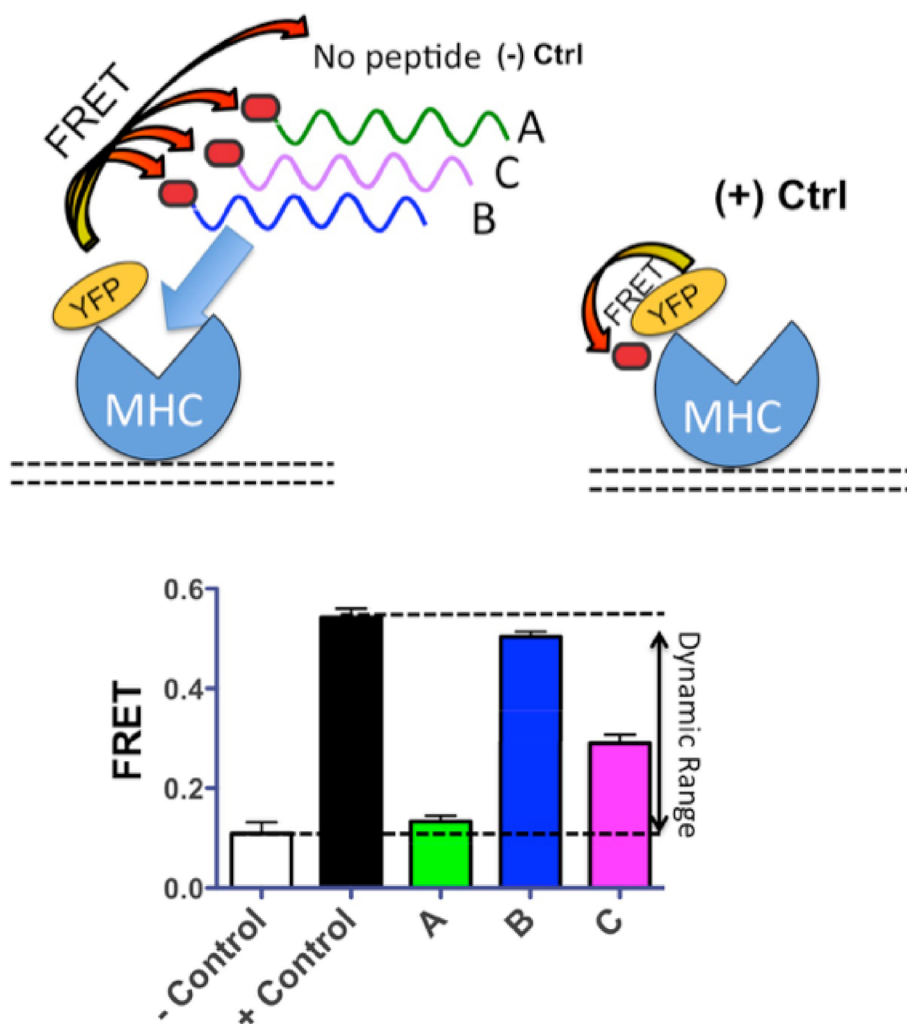 No peptide (-) Ctrl
FRET
A
C
B
(+) Ctrl
YFP
MHC
FRET
YFP
MHC
0.6
0.4
0.2
0.0
FRET
Dynamic Range
- Control
+ Control
A
B
C